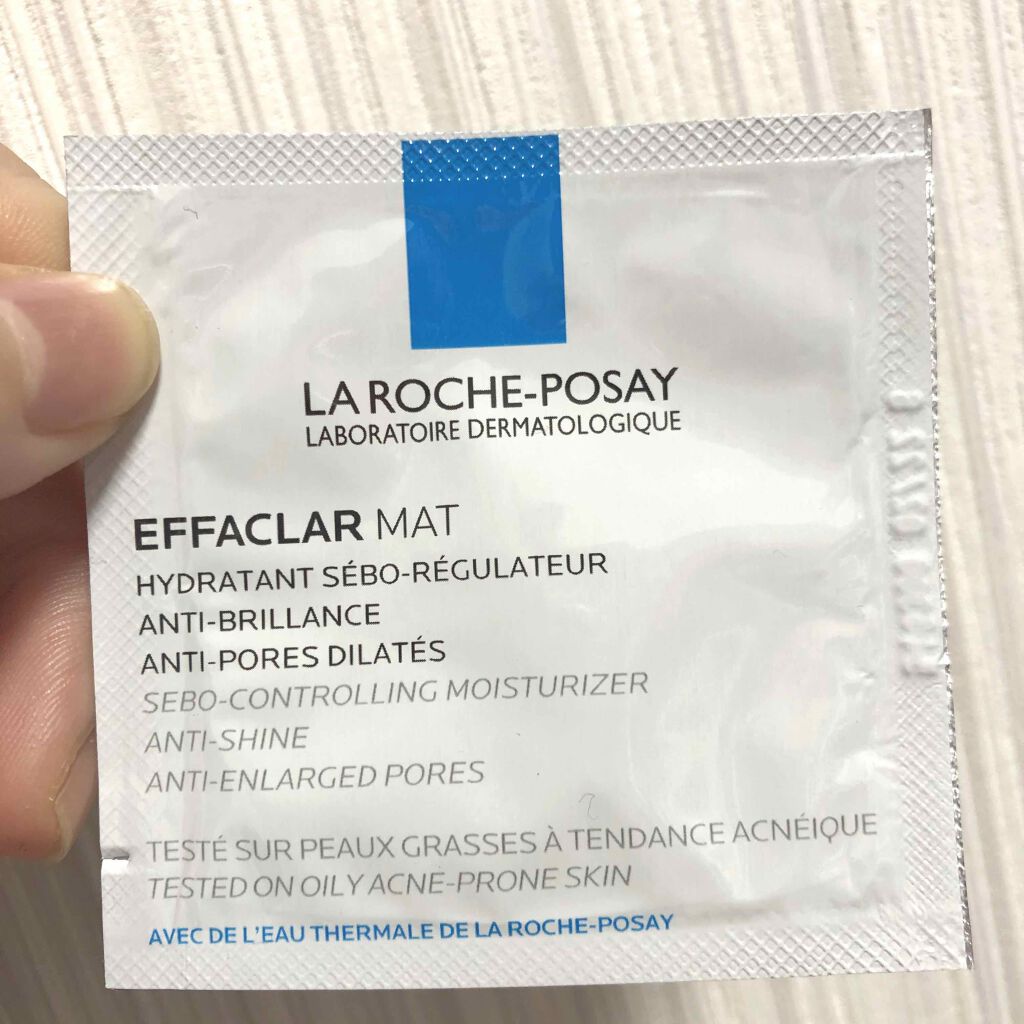 LA ROCHE-POSAY
LABORATOIRE DERMATOLOGIQUE
EFFACLAR MAT
HYDRATANT SÉBO-RÉGULATEUR
ANTI-BRILLANCE
ANTI-PORES DILATÉS
SEBO-CONTROLLING MOISTURIZER
ANTI-SHINE
ANTI-ENLARGED PORES
TESTÉ SUR PEAUX GRASSES À TENDANCE ACNÉIQUE
TESTED ON OILY ACNE-PRONE SKIN
AVEC DE L'EAU THERMALE DE LA ROCHE-POSAY